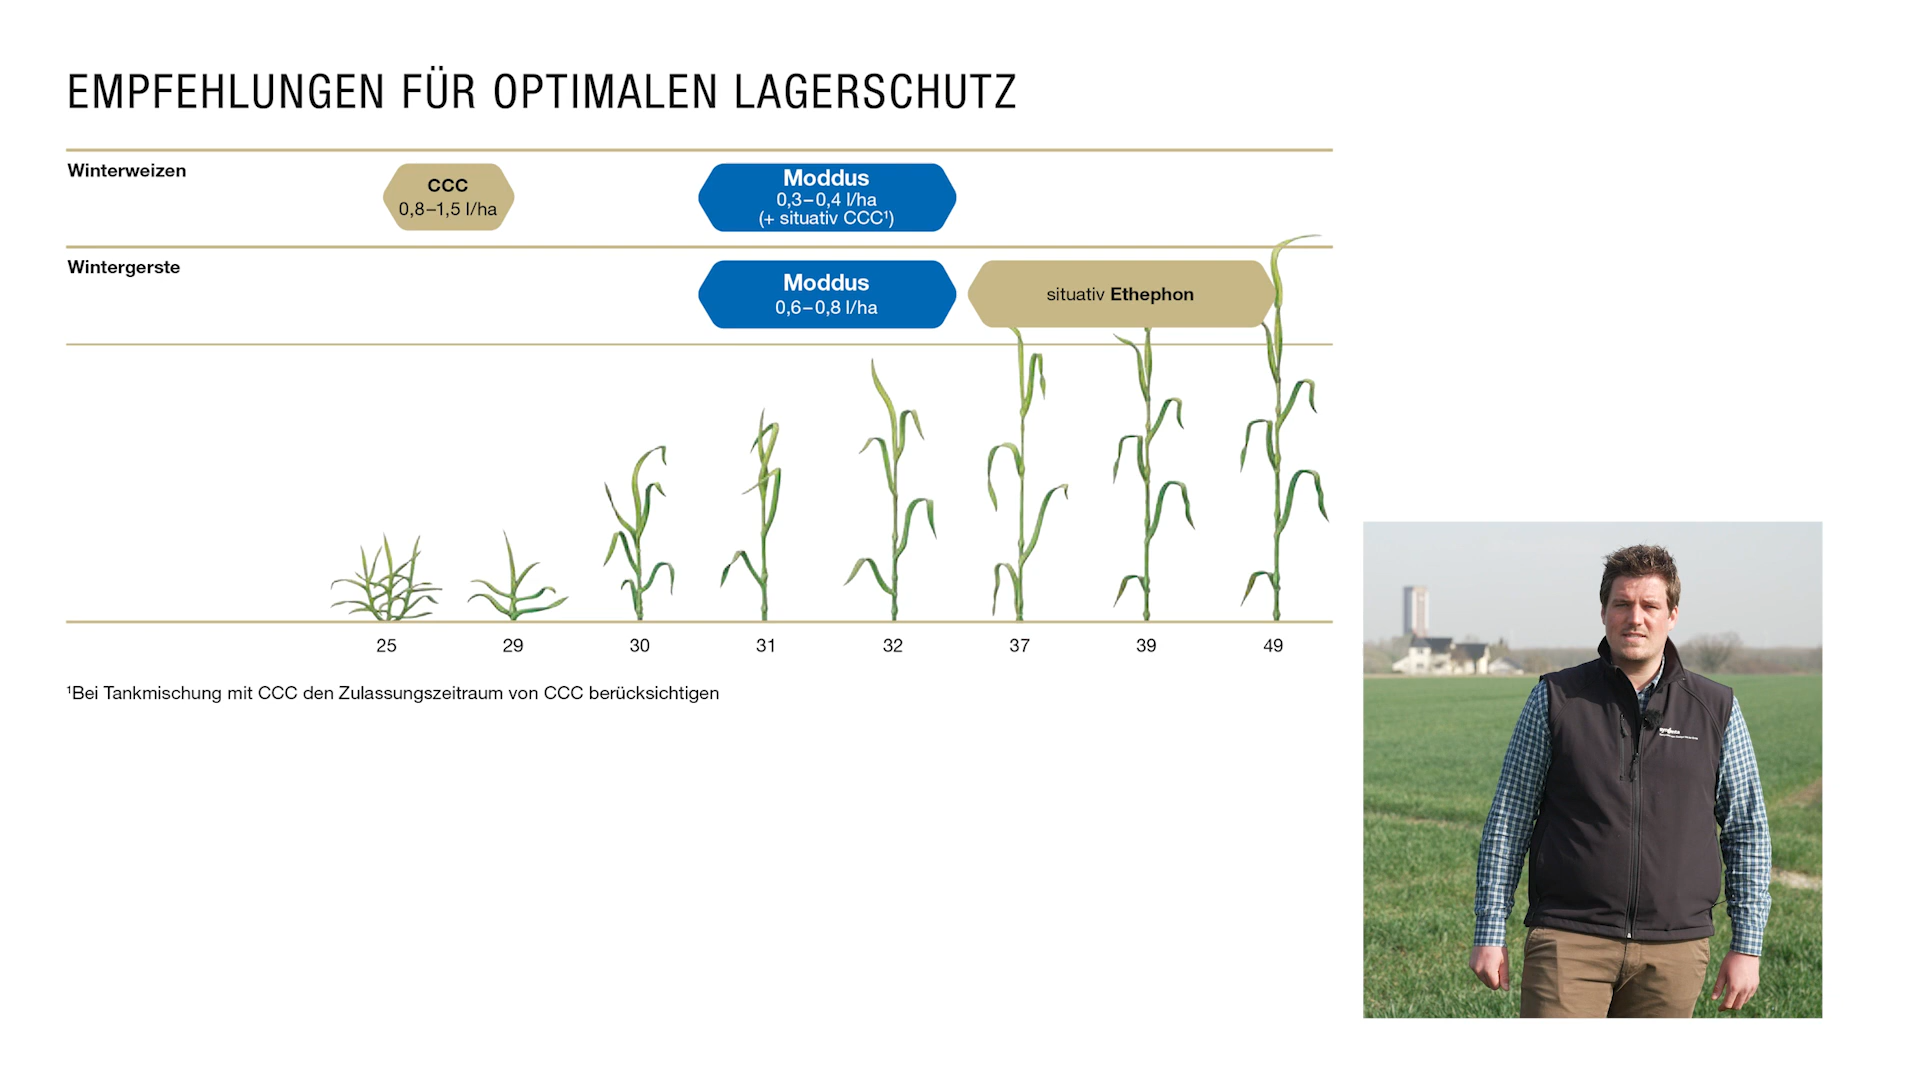 EMPFEHLUNGEN FÜR OPTIMALEN LAGERSCHUTZ
Winterweizen
CCC
0,8–1,5 l/ha
Moddus
0,3–0,4 l/ha
(+ situativ CCC¹)
Wintergerste
Moddus
0,6–0,8 l/ha
situativ Ethephon
25 29 30 31 32 37 39 49
¹Bei Tankmischung mit CCC den Zulassungszeitraum von CCC berücksichtigen
syngenta